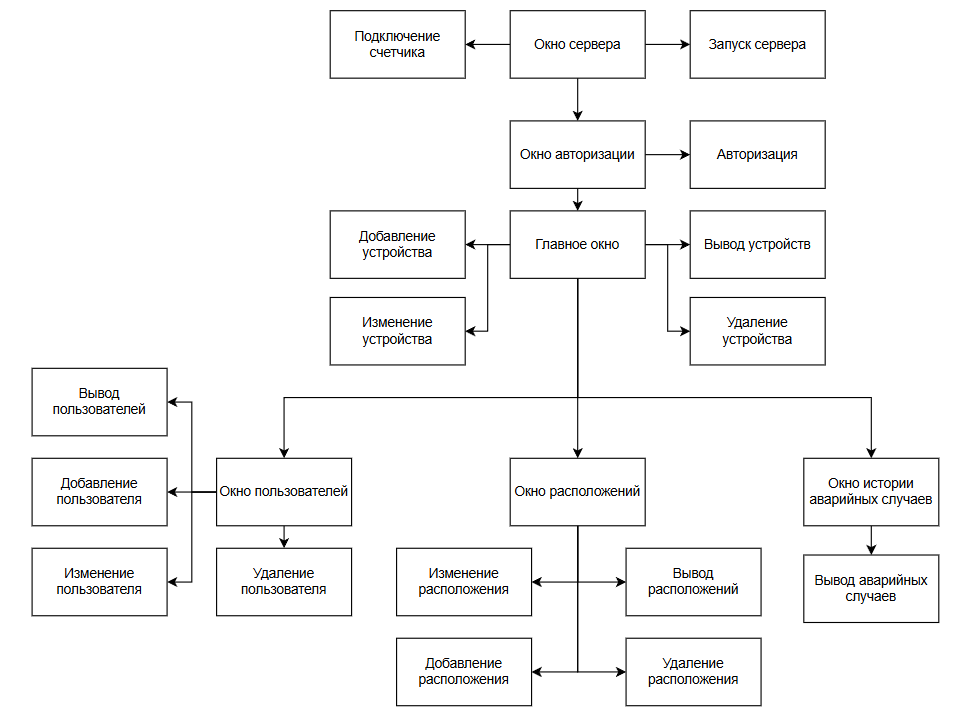 Подключение
счетчика
Окно сервера
Запуск сервера
Окно авторизации
Авторизация
Добавление
устройства
Главное окно
Вывод устройств
Изменение
устройства
Удаление
устройства
Вывод
пользователей
Добавление
пользователя
Окно пользователей
Окно расположений
Окно истории
аварийных случаев
Изменение
пользователя
Удаление
пользователя
Изменение
расположения
Вывод
расположений
Вывод аварийных
случаев
Добавление
расположения
Удаление
расположения